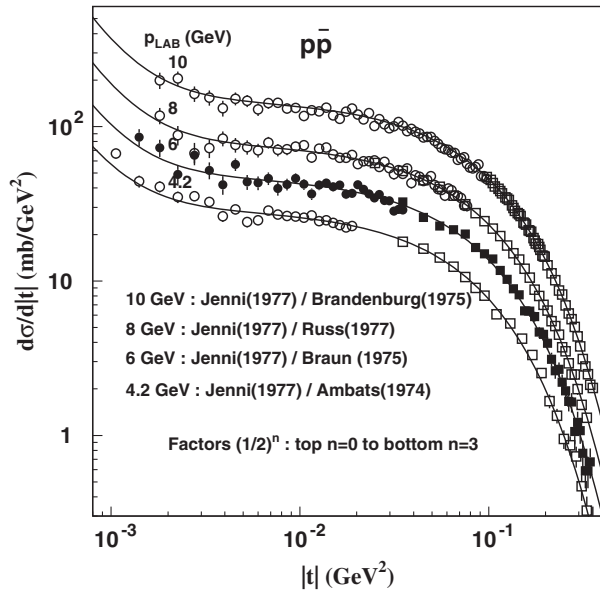 p_LAB (GeV)
pp̄
10
8
6
4.2
10²
10
1
dσ/d|t| (mb/GeV²)
10 GeV : Jenni(1977) / Brandenburg(1975)
8 GeV : Jenni(1977) / Russ(1977)
6 GeV : Jenni(1977) / Braun (1975)
4.2 GeV : Jenni(1977) / Ambats(1974)
Factors (1/2)ⁿ : top n=0 to bottom n=3
10⁻³ 10⁻² 10⁻¹
|t| (GeV²)